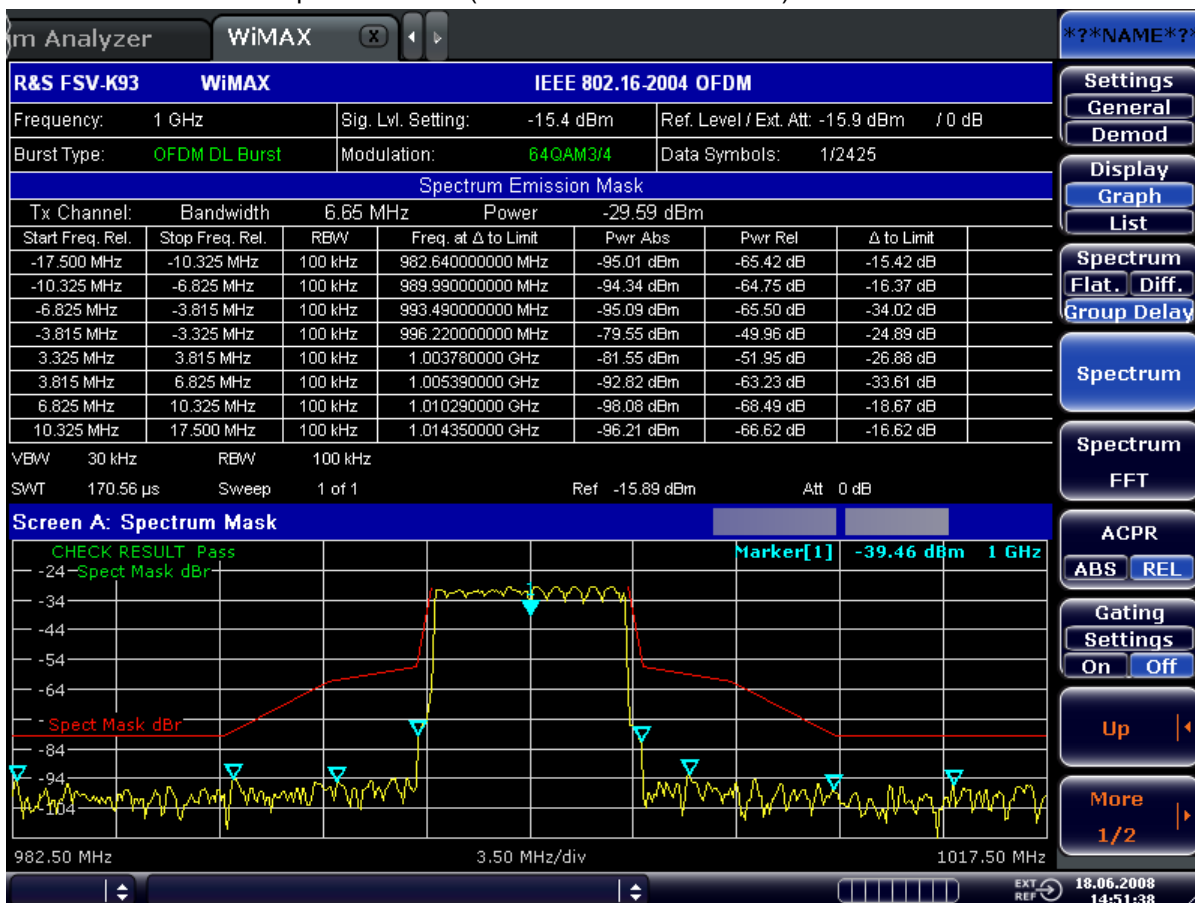 m Analyzer WiMAX X *?*NAME*?*
R&S FSV-K93 WiMAX IEEE 802.16-2004 OFDM
Frequency: 1 GHz Sig. Lvl. Setting: -15.4 dBm Ref. Level / Ext. Att: -15.9 dBm / 0 dB
Burst Type: OFDM DL Burst Modulation: 64QAM3/4 Data Symbols: 1/2425
Spectrum Emission Mask
Tx Channel: Bandwidth 6.65 MHz Power -29.59 dBm
Start Freq. Rel. Stop Freq. Rel. RBW Freq. at Δ to Limit Pwr Abs Pwr Rel Δ to Limit
-17.500 MHz -10.325 MHz 100 kHz 982.640000000 MHz -95.01 dBm -65.42 dB -15.42 dB
-10.325 MHz -6.825 MHz 100 kHz 989.990000000 MHz -94.34 dBm -64.75 dB -16.37 dB
-6.825 MHz -3.815 MHz 100 kHz 993.490000000 MHz -95.09 dBm -65.50 dB -34.02 dB
-3.815 MHz -3.325 MHz 100 kHz 996.220000000 MHz -79.55 dBm -49.96 dB -24.89 dB
3.325 MHz 3.815 MHz 100 kHz 1.003780000 GHz -81.55 dBm -51.95 dB -26.88 dB
3.815 MHz 6.825 MHz 100 kHz 1.005390000 GHz -92.82 dBm -63.23 dB -33.61 dB
6.825 MHz 10.325 MHz 100 kHz 1.010290000 GHz -98.08 dBm -68.49 dB -18.67 dB
10.325 MHz 17.500 MHz 100 kHz 1.014350000 GHz -96.21 dBm -66.62 dB -16.62 dB
VBW 30 kHz RBW 100 kHz
SWT 170.56 µs Sweep 1 of 1 Ref -15.89 dBm Att 0 dB
Screen A: Spectrum Mask
CHECK RESULT Pass Marker[1] -39.46 dBm 1 GHz
-24 Spect Mask dBr
1
-34
-44
-54
-64
Spect Mask dBr
-84
-94
-104
982.50 MHz 3.50 MHz/div 1017.50 MHz
Settings
General
Demod
Display
Graph
List
Spectrum
Flat. Diff.
Group Delay
Spectrum
Spectrum
FFT
ACPR
ABS REL
Gating
Settings
On Off
Up
More
1/2
EXT REF 18.06.2008
14:51:38